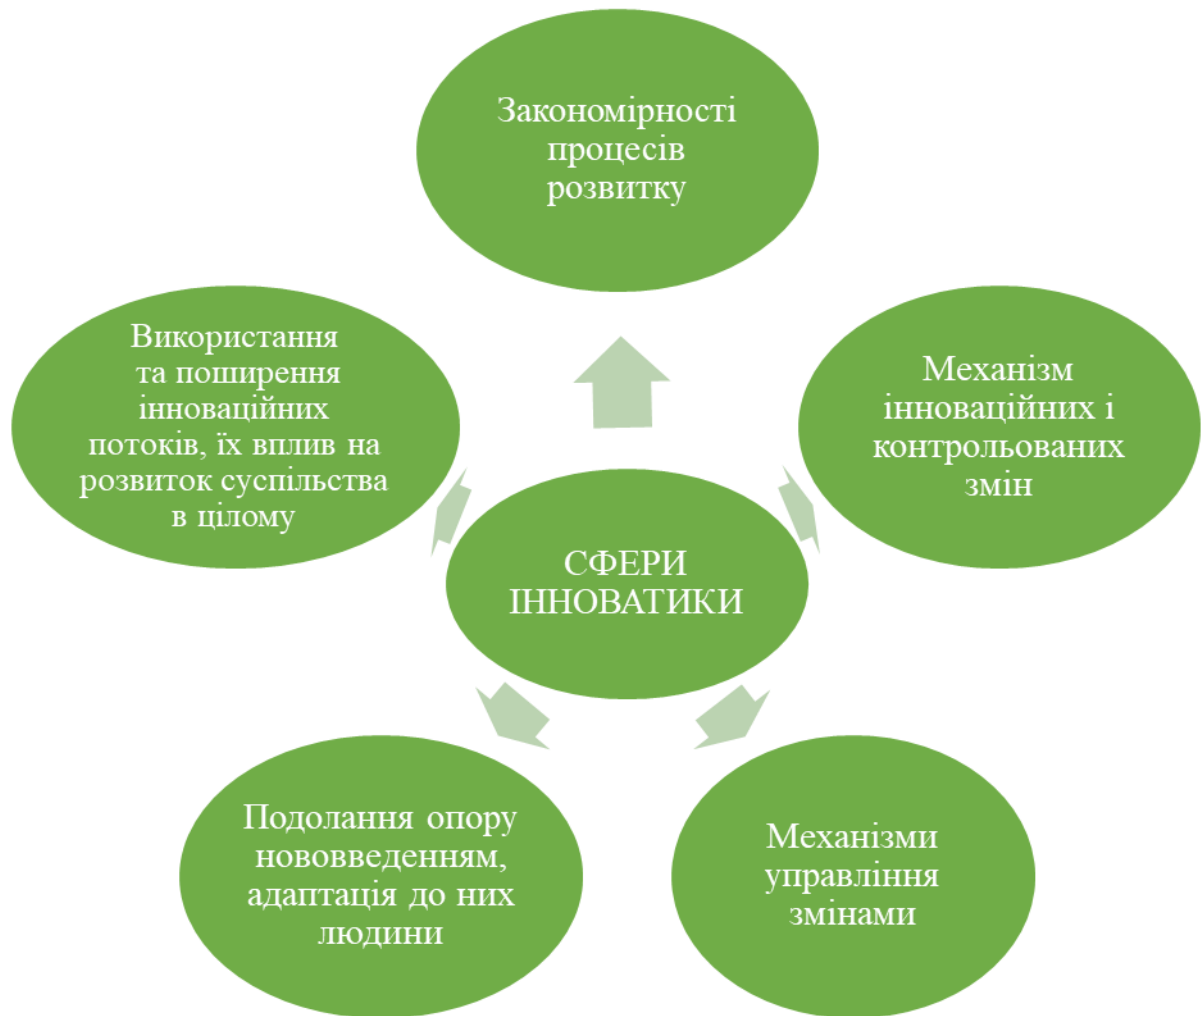 Закономірності
процесів
розвитку
Використання
та поширення
інноваційних
потоків, їх вплив на
розвиток суспільства
в цілому
Механізм
інноваційних і
контрольованих
змін
СФЕРИ
ІННОВАТИКИ
Подолання опору
нововведенням,
адаптація до них
людини
Механізми
управління
змінами